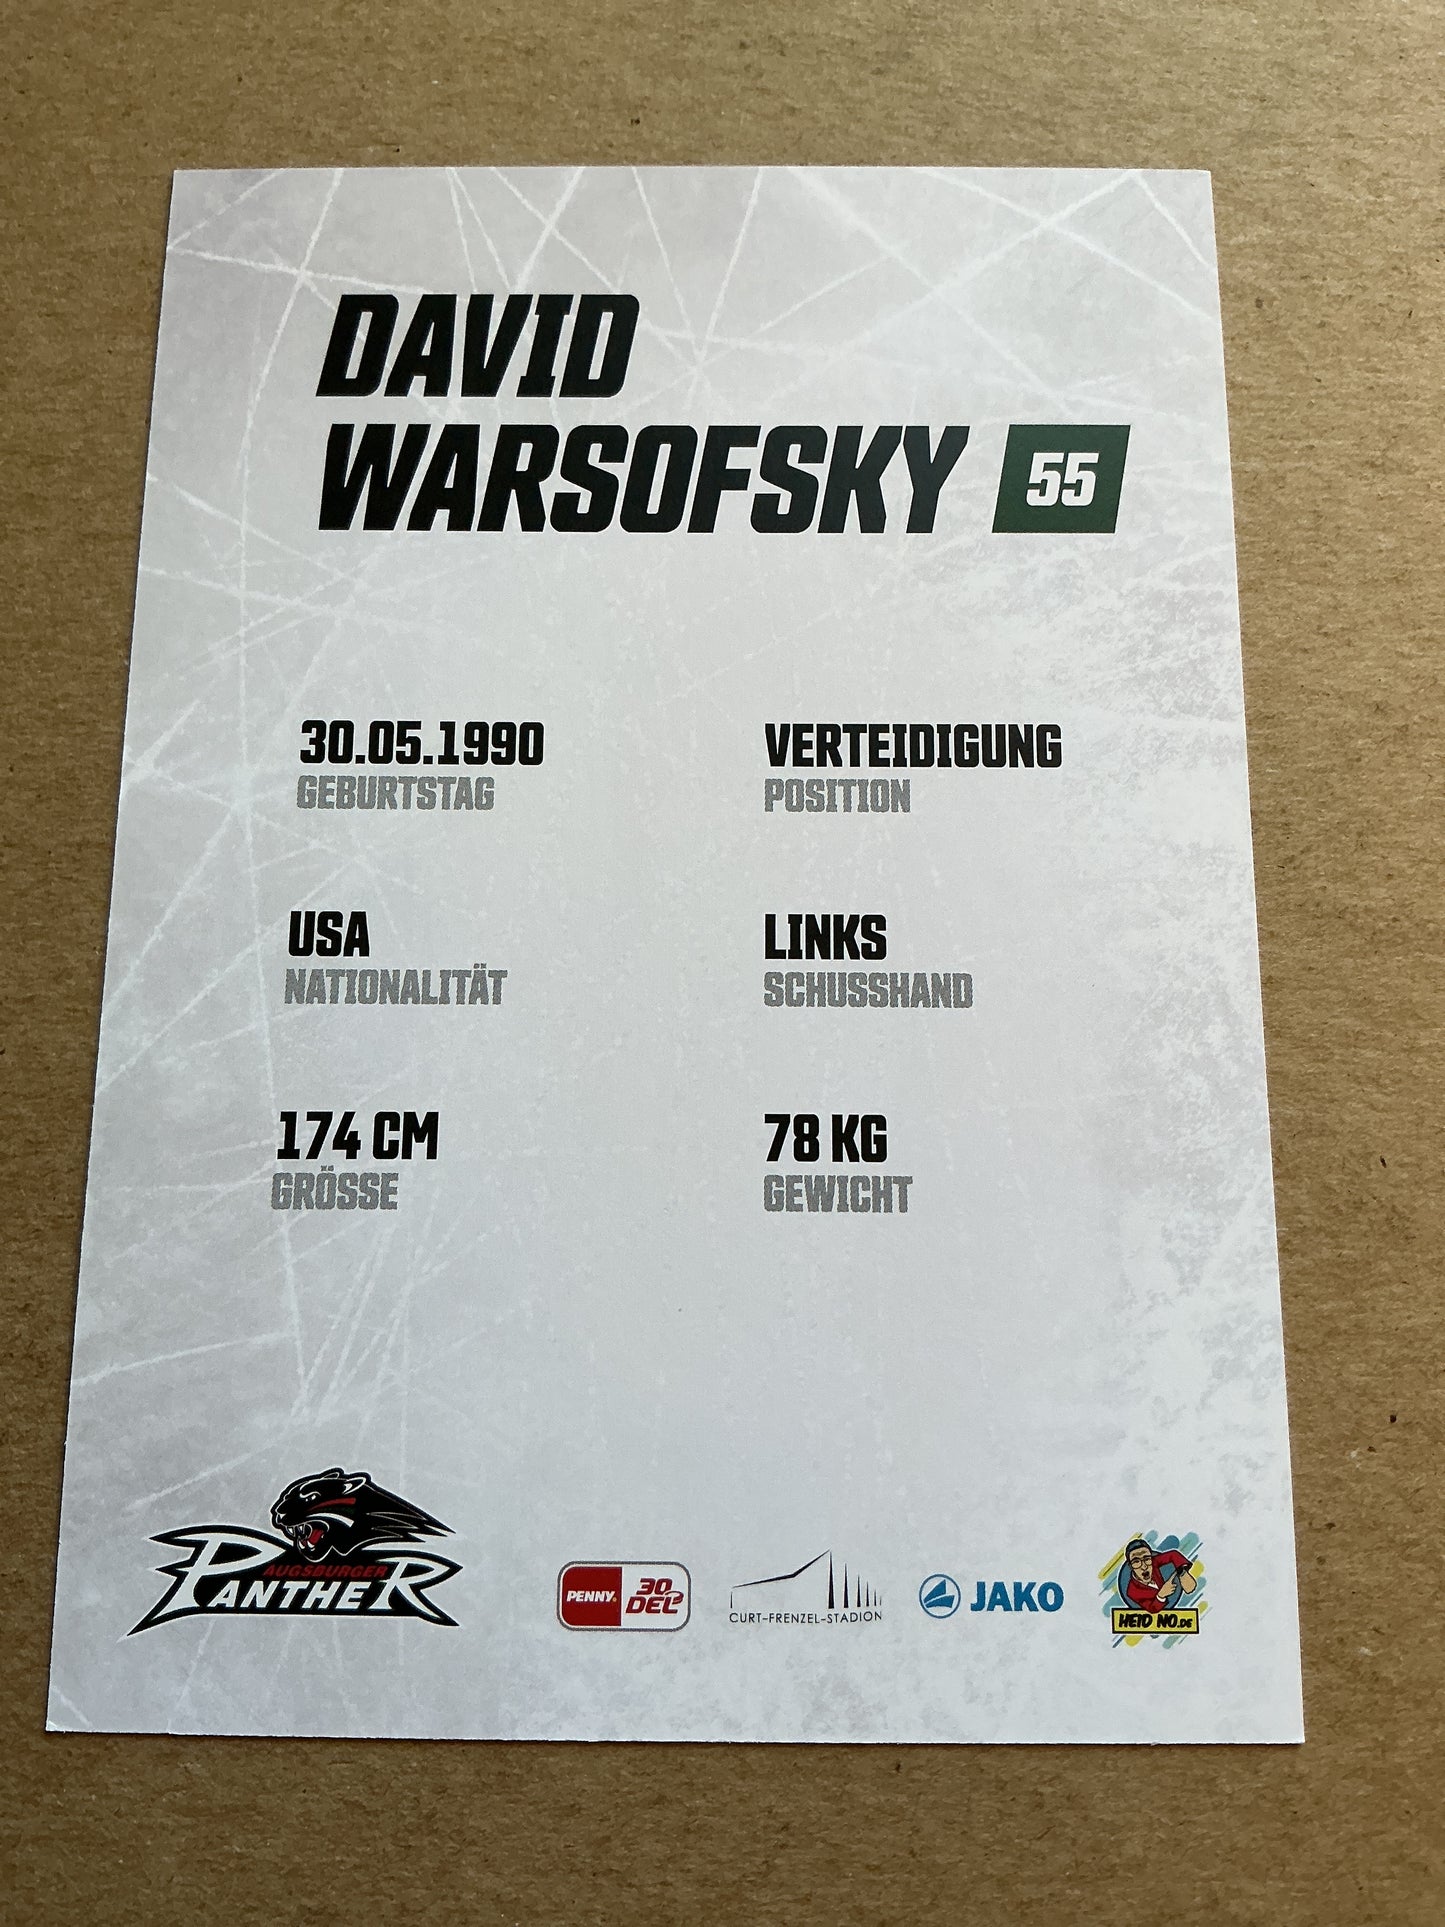 DAVID
WARSOFSKY 55
30.05.1990
GEBURTSTAG
VERTEIDIGUNG
POSITION
USA
NATIONALITÄT
LINKS
SCHUSSHAND
174 CM
GRÖSSE
78 KG
GEWICHT
AUGSBURGER
PANTHER
PENNY.
30
DEL
CURT-FRENZEL-STADION
JAKO
HEID NO.DE